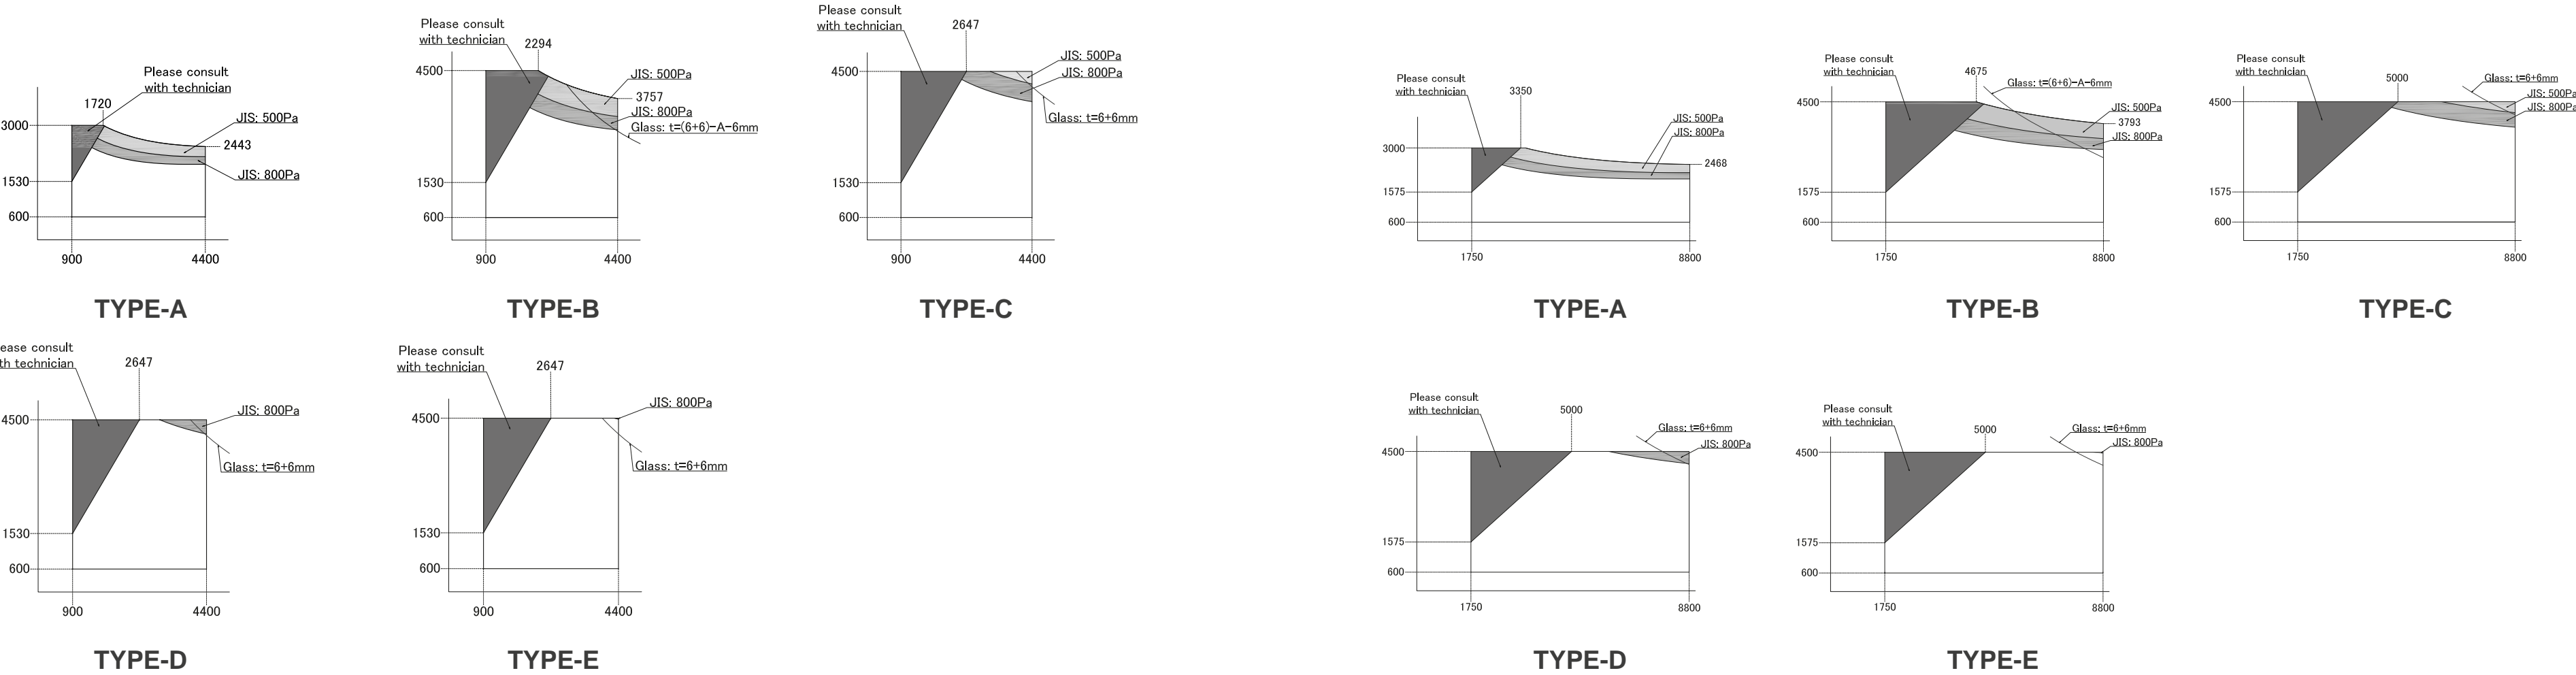 Please consult
with technician
1720
3000
JIS: 500Pa
2443
JIS: 800Pa
1530
600
900
4400
TYPE-A
Please consult
with technician
2294
4500
JIS: 500Pa
3757
JIS: 800Pa
Glass: t=(6+6)-A-6mm
1530
600
900
4400
TYPE-B
Please consult
with technician
2647
4500
JIS: 500Pa
JIS: 800Pa
Glass: t=6+6mm
1530
600
900
4400
TYPE-C
Please consult
with technician
3350
3000
JIS: 500Pa
JIS: 800Pa
2468
1575
600
1750
8800
TYPE-A
Please consult
with technician
4675
Glass: t=(6+6)-A-6mm
4500
JIS: 500Pa
3793
JIS: 800Pa
1575
600
1750
8800
TYPE-B
Please consult
with technician
5000
Glass: t=6+6mm
4500
JIS: 500Pa
JIS: 800Pa
1575
600
1750
8800
TYPE-C
ease consult
th technician
2647
4500
JIS: 800Pa
Glass: t=6+6mm
1530
600
900
4400
TYPE-D
Please consult
with technician
2647
4500
JIS: 800Pa
Glass: t=6+6mm
1530
600
900
4400
TYPE-E
Please consult
with technician
5000
Glass: t=6+6mm
4500
JIS: 800Pa
1575
600
1750
8800
TYPE-D
Please consult
with technician
5000
Glass: t=6+6mm
4500
JIS: 800Pa
1575
600
1750
8800
TYPE-E